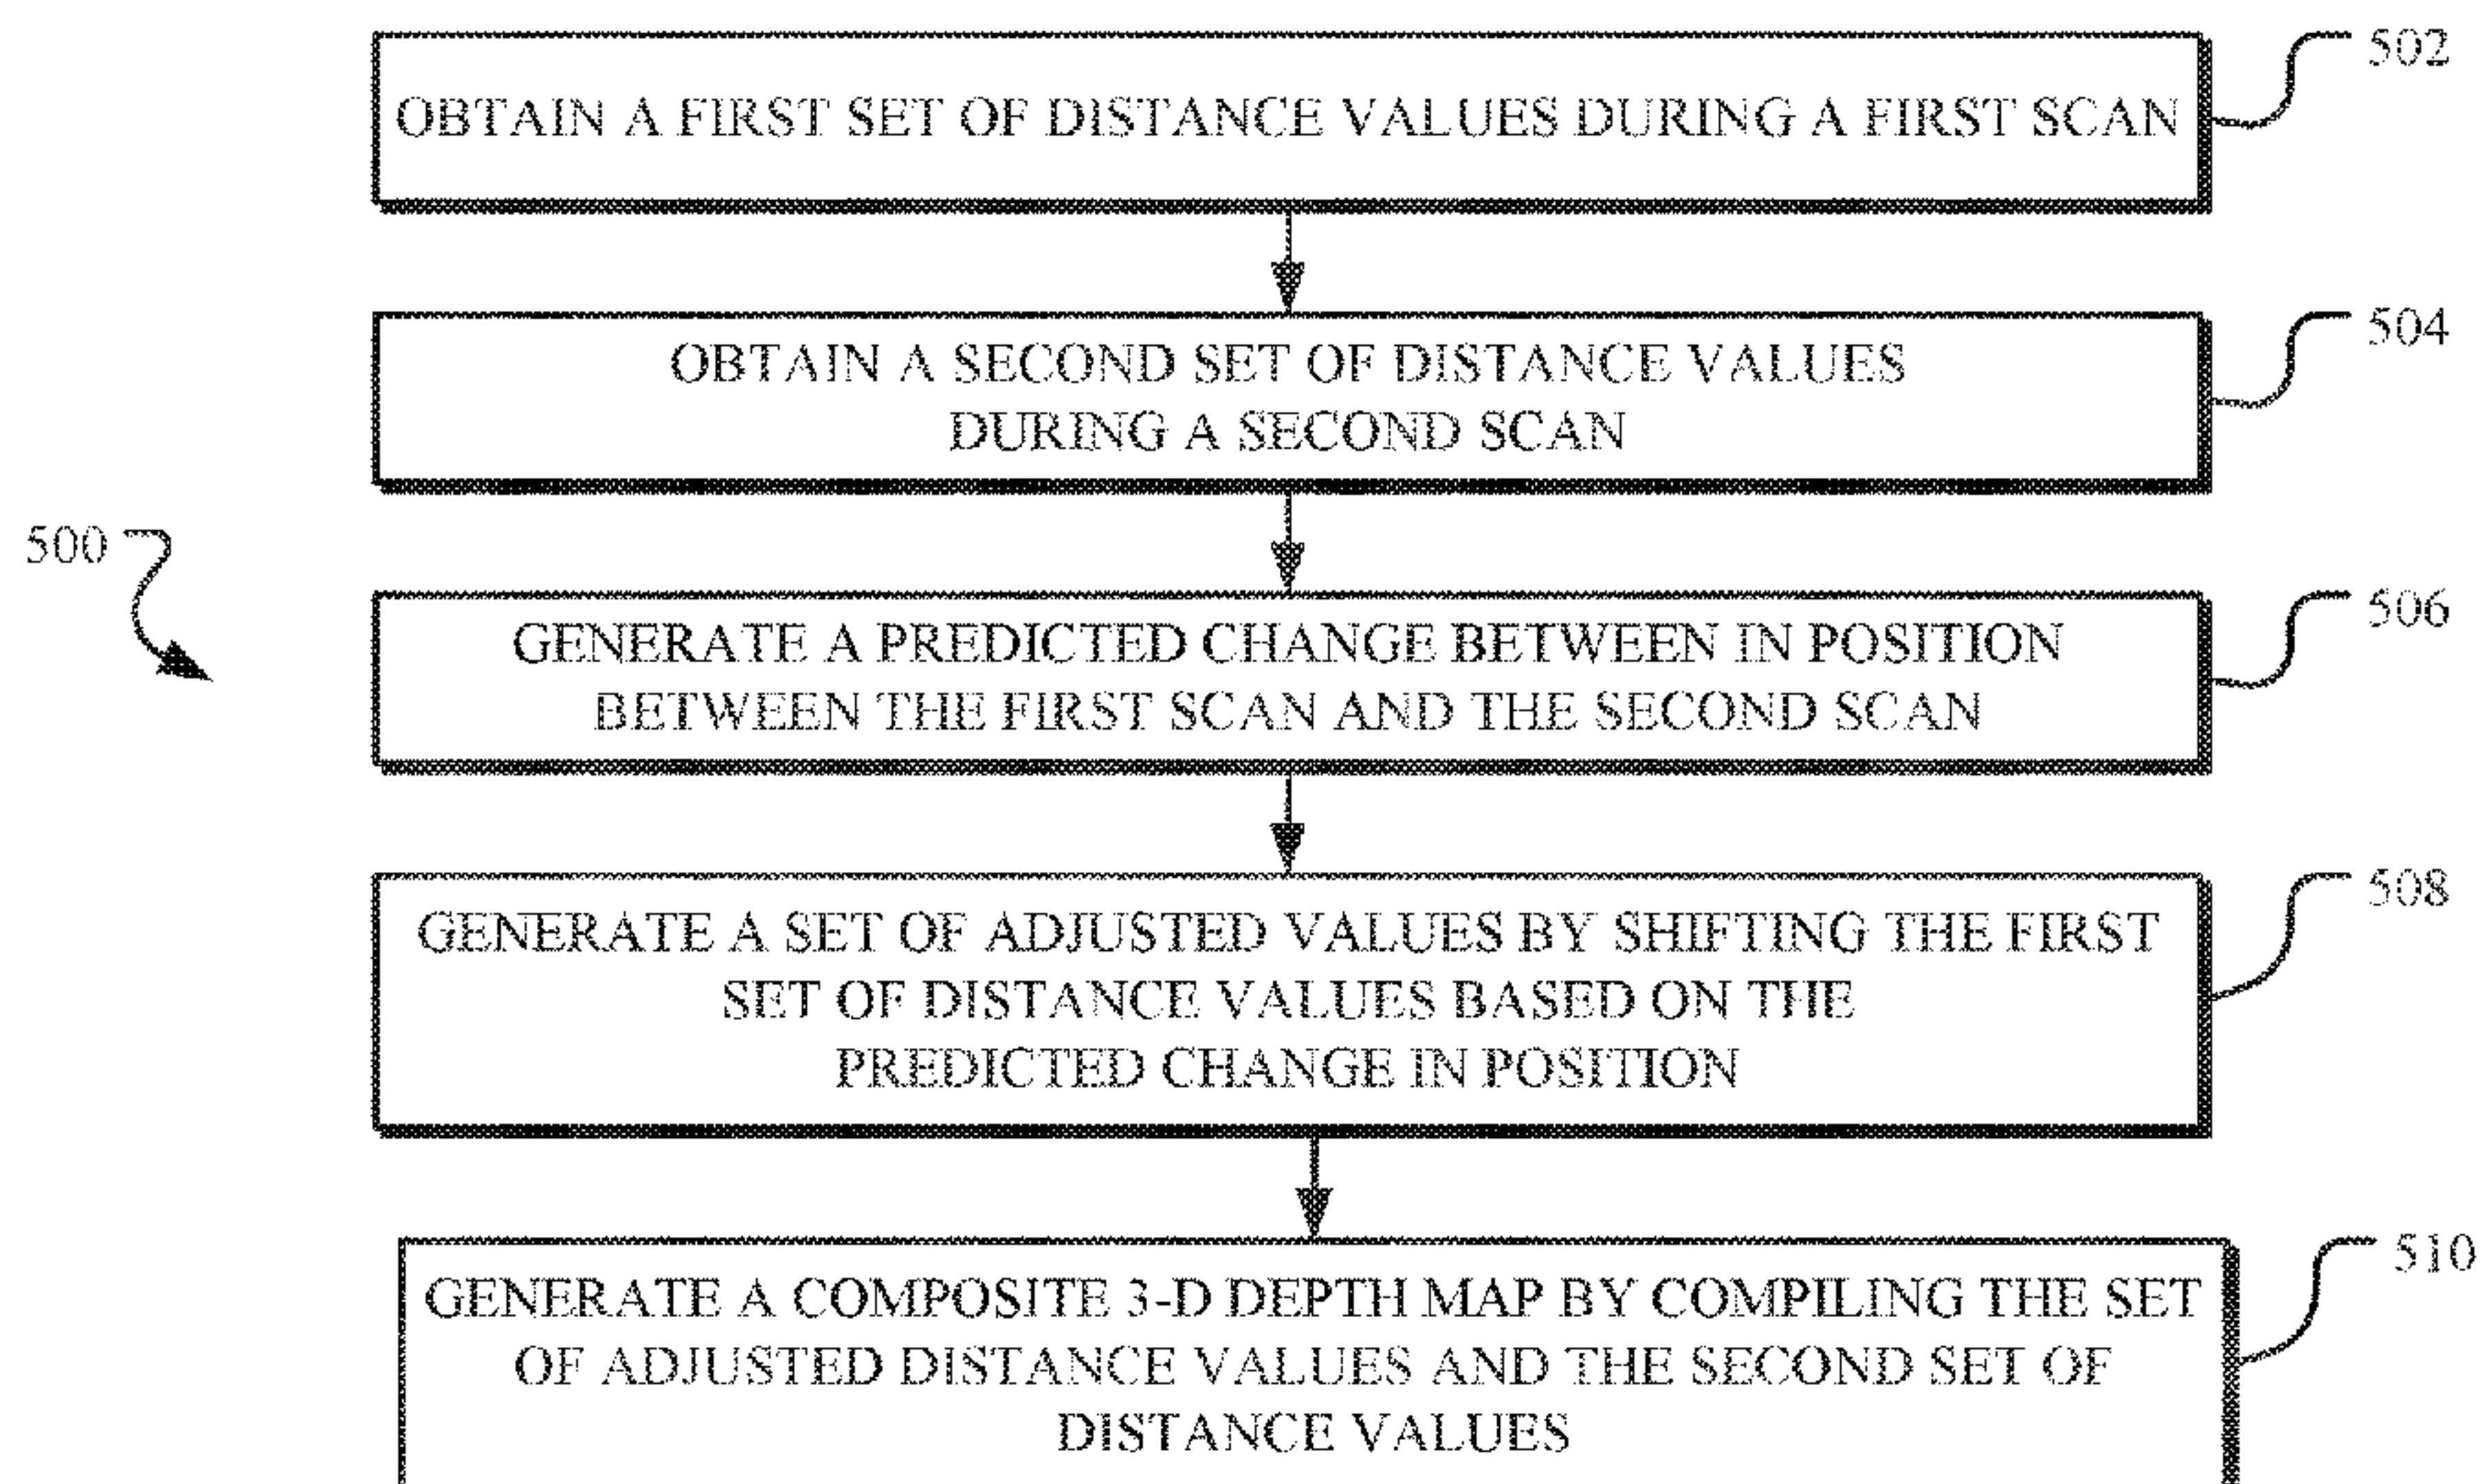 502
OBTAIN A FIRST SET OF DISTANCE VALUES DURING A FIRST SCAN
504
OBTAIN A SECOND SET OF DISTANCE VALUES
DURING A SECOND SCAN
500
506
GENERATE A PREDICTED CHANGE BETWEEN IN POSITION
BETWEEN THE FIRST SCAN AND THE SECOND SCAN
508
GENERATE A SET OF ADJUSTED VALUES BY SHIFTING THE FIRST
SET OF DISTANCE VALUES BASED ON THE
PREDICTED CHANGE IN POSITION
510
GENERATE A COMPOSITE 3-D DEPTH MAP BY COMPILING THE SET
OF ADJUSTED DISTANCE VALUES AND THE SECOND SET OF
DISTANCE VALUES